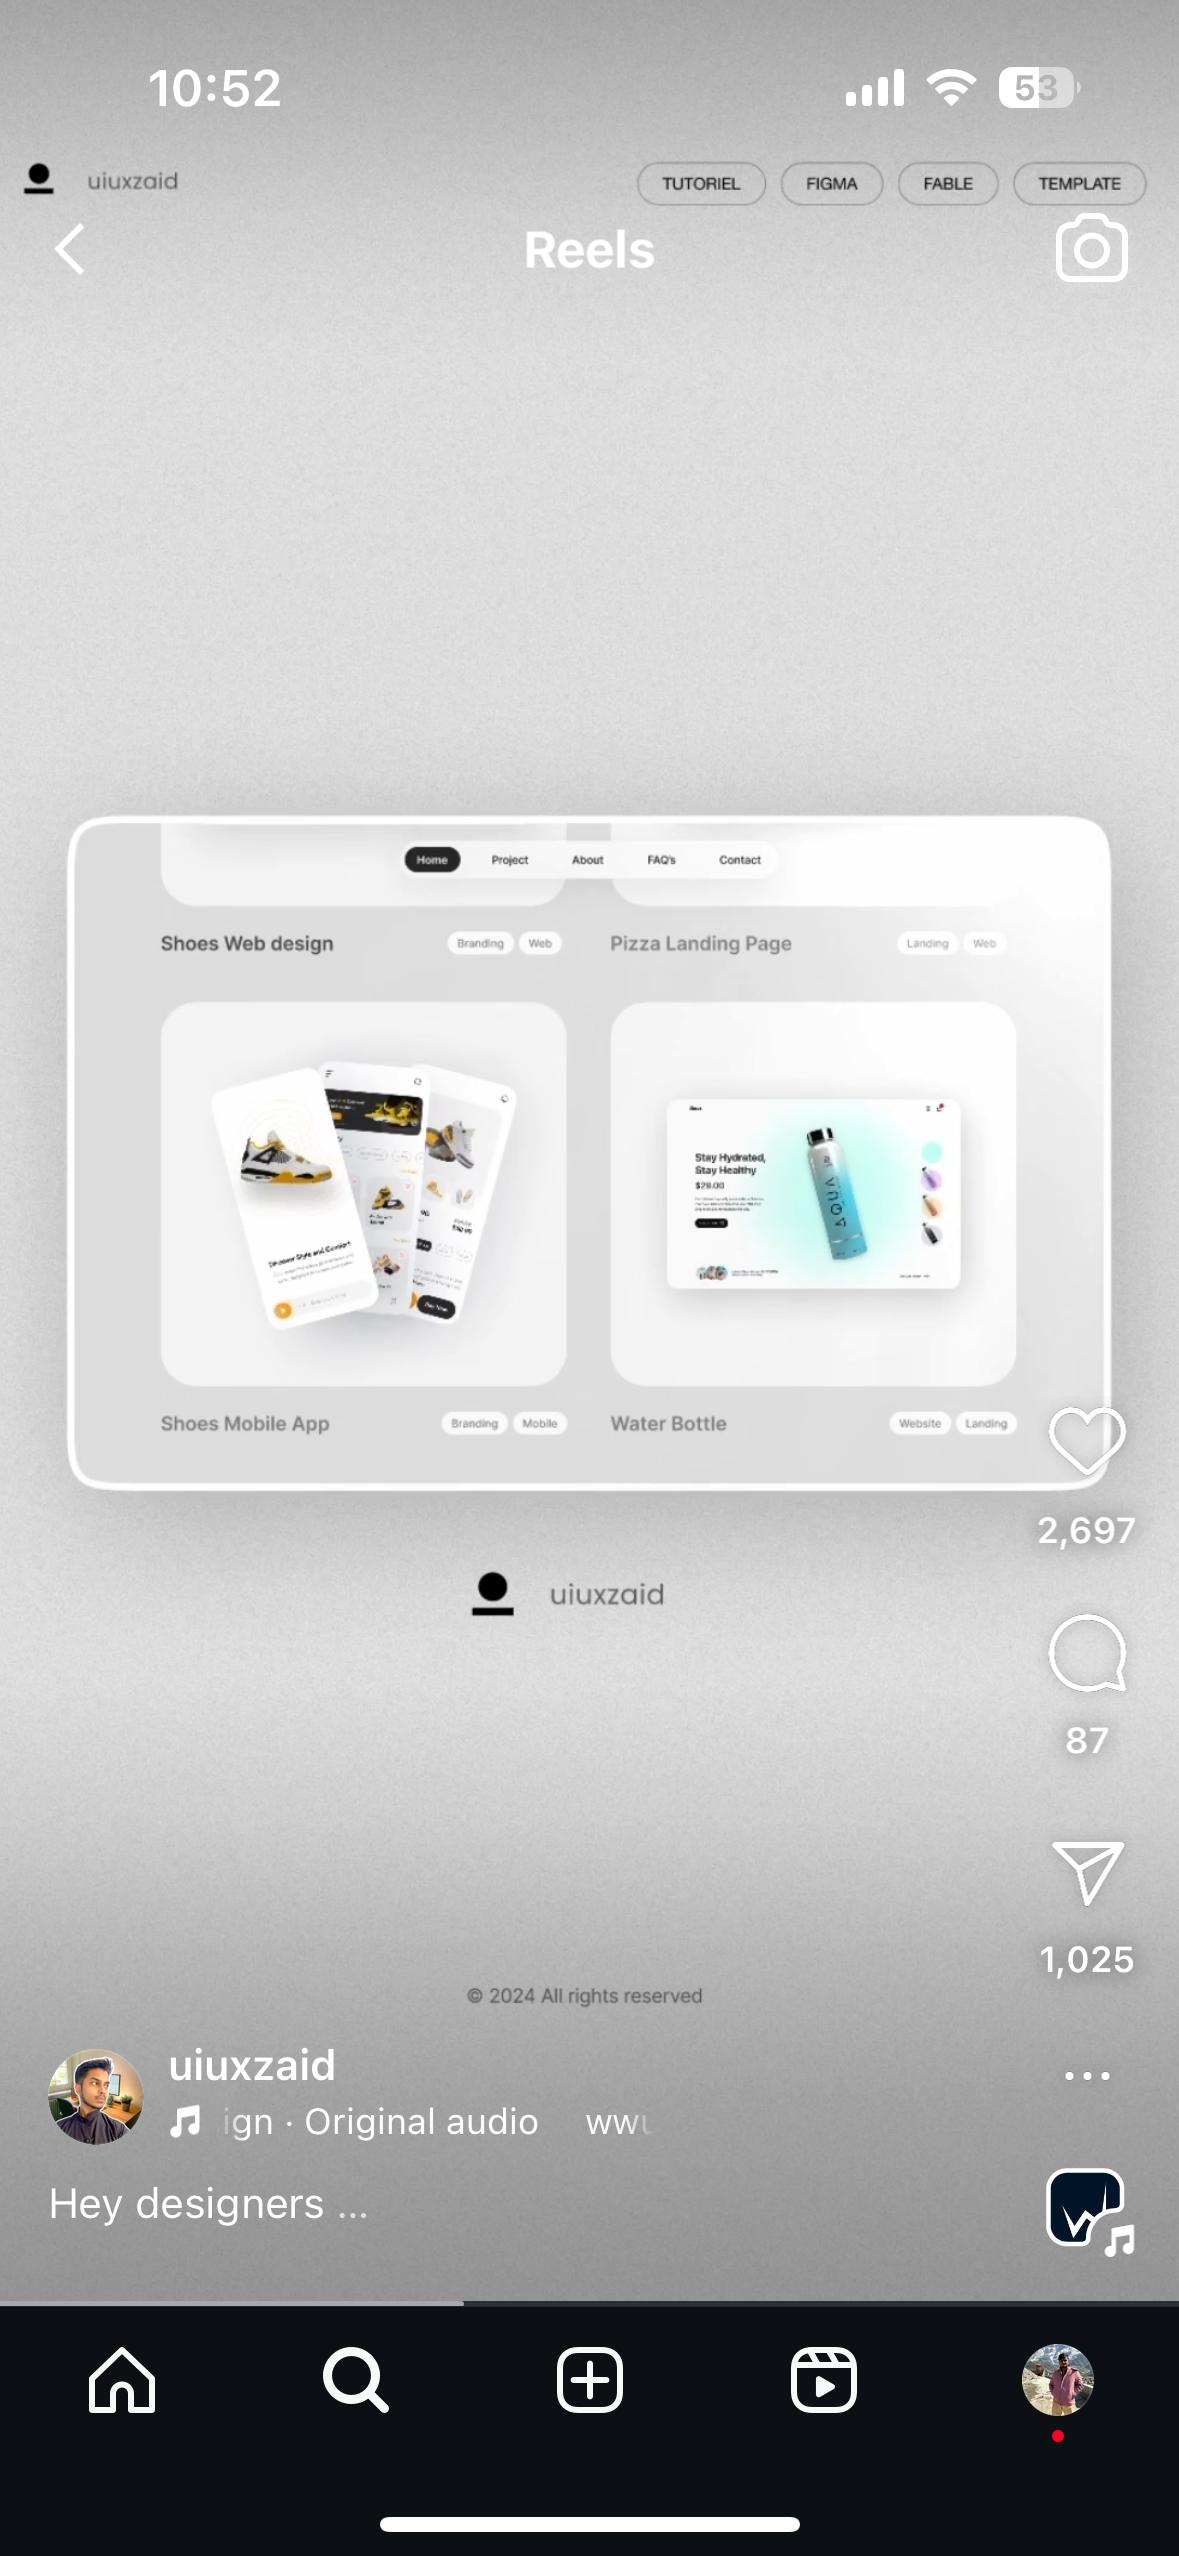 10:52
53
uiuxzaid
TUTORIEL
FIGMA
FABLE
TEMPLATE
Reels
Home
Project
About
FAQ's
Contact
Shoes Web design
Branding
Web
Pizza Landing Page
Landing
Web
Stay Hydrated,
Stay Healthy
$29.00
AQUA
Shoes Mobile App
Branding
Mobile
Water Bottle
Website
Landing
2,697
uiuxzaid
87
1,025
© 2024 All rights reserved
uiuxzaid
ign · Original audio
Hey designers ...